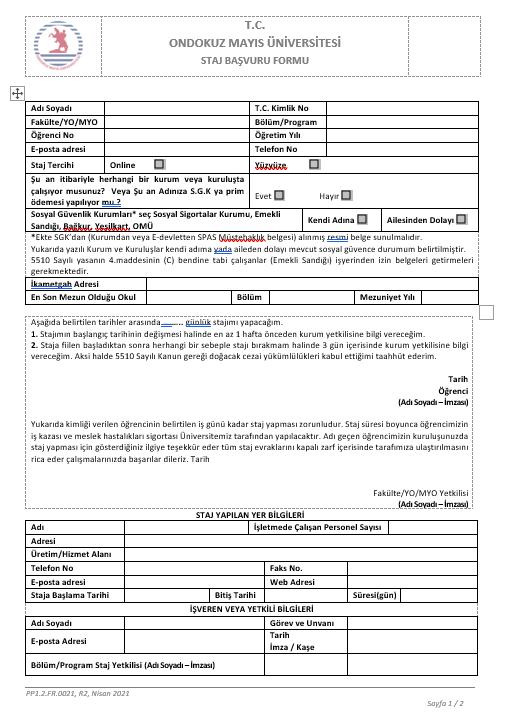 T.C.
ONDOKUZ MAYIS ÜNİVERSİTESİ
STAJ BAŞVURU FORMU
Adı Soyadı T.C. Kimlik No
Fakülte/YO/MYO Bölüm/Program
Öğrenci No Öğretim Yılı
E-posta adresi Telefon No
Staj Tercihi Online Yüzyüze
Şu an itibariyle herhangi bir kurum veya kuruluşta
çalışıyor musunuz? Veya Şu an Adınıza S.G.K ya prim
ödemesi yapılıyor mu.?
Evet Hayır
Sosyal Güvenlik Kurumları* seç Sosyal Sigortalar Kurumu, Emekli
Sandığı, Bağkur, Yeşilkart, OMÜ
Kendi Adına Ailesinden Dolayı
*Ekte SGK'dan (Kurumdan veya E-devletten SPAS Müstehaklık belgesi) alınmış resmi belge sunulmalıdır.
Yukarıda yazılı Kurum ve Kuruluşlar kendi adıma yada aileden dolayı mevcut sosyal güvence durumu belirtilmiştir.
5510 Sayılı yasanın 4.maddesinin (C) bendine tabi çalışanlar (Emekli Sandığı) işyerinden izin belgeleri getirmeleri
gerekmektedir.
İkametgah Adresi
En Son Mezun Olduğu Okul Bölüm Mezuniyet Yılı
Aşağıda belirtilen tarihler arasında....... günlük stajımı yapacağım.
1. Stajımın başlangıç tarihinin değişmesi halinde en az 1 hafta önceden kurum yetkilisine bilgi vereceğim.
2. Staja fiilen başladıktan sonra herhangi bir sebeple stajı bırakmam halinde 3 gün içerisinde kurum yetkilisine bilgi
vereceğim. Aksi halde 5510 Sayılı Kanun gereği doğacak cezai yükümlülükleri kabul ettiğimi taahhüt ederim.
Tarih
Öğrenci
(Adı Soyadı – İmzası)
Yukarıda kimliği verilen öğrencinin belirtilen iş günü kadar staj yapması zorunludur. Staj süresi boyunca öğrencimizin
iş kazası ve meslek hastalıkları sigortası Üniversitemiz tarafından yapılacaktır. Adı geçen öğrencimizin kuruluşunuzda
staj yapması için gösterdiğiniz ilgiye teşekkür eder tüm staj evraklarını kapalı zarf içerisinde tarafımıza ulaştırılmasını
rica eder çalışmalarınızda başarılar dileriz. Tarih
Fakülte/YO/MYO Yetkilisi
(Adı Soyadı – İmzası)
STAJ YAPILAN YER BİLGİLERİ
Adı İşletmede Çalışan Personel Sayısı
Adresi
Üretim/Hizmet Alanı
Telefon No Faks No.
E-posta adresi Web Adresi
Staja Başlama Tarihi Bitiş Tarihi Süresi(gün)
İŞVEREN VEYA YETKİLİ BİLGİLERİ
Adı Soyadı Görev ve Unvanı
E-posta Adresi Tarih
İmza / Kaşe
Bölüm/Program Staj Yetkilisi (Adı Soyadı – İmzası)
PP1.2.FR.0021, R2, Nisan 2021
Sayfa 1 / 2